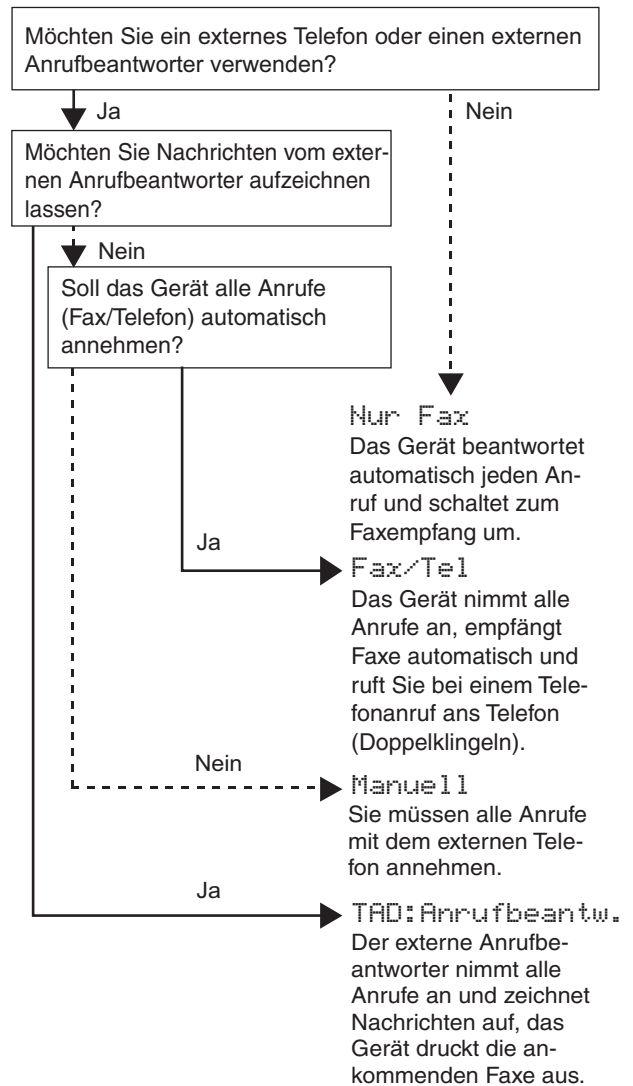 Möchten Sie ein externes Telefon oder einen externen
Anrufbeantworter verwenden?
Ja
Nein
Möchten Sie Nachrichten vom exter-
nen Anrufbeantworter aufzeichnen
lassen?
Nein
Soll das Gerät alle Anrufe
(Fax/Telefon) automatisch
annehmen?
Nur Fax
Das Gerät beantwortet
automatisch jeden An-
ruf und schaltet zum
Faxempfang um.
Ja
Fax/Tel
Das Gerät nimmt alle
Anrufe an, empfängt
Faxe automatisch und
ruft Sie bei einem Tele-
fonanruf ans Telefon
(Doppelklingeln).
Nein
Manuell
Sie müssen alle Anrufe
mit dem externen Tele-
fon annehmen.
Ja
TAD:Anrufbeantw.
Der externe Anrufbe-
antworter nimmt alle
Anrufe an und zeichnet
Nachrichten auf, das
Gerät druckt die an-
kommenden Faxe aus.